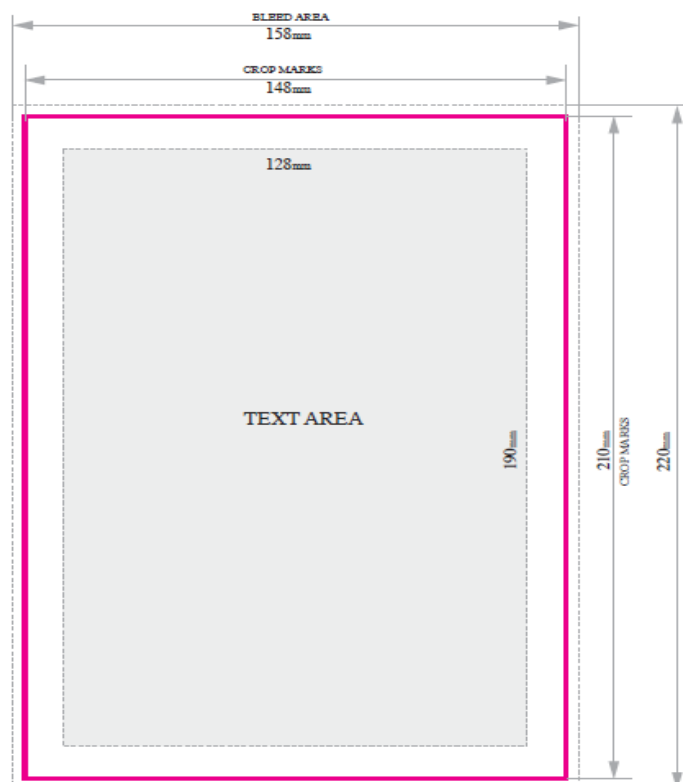 BLEED AREA
158mm
CROP MARKS
148mm
128mm
TEXT AREA
190mm
210mm
CROP MARKS
220mm